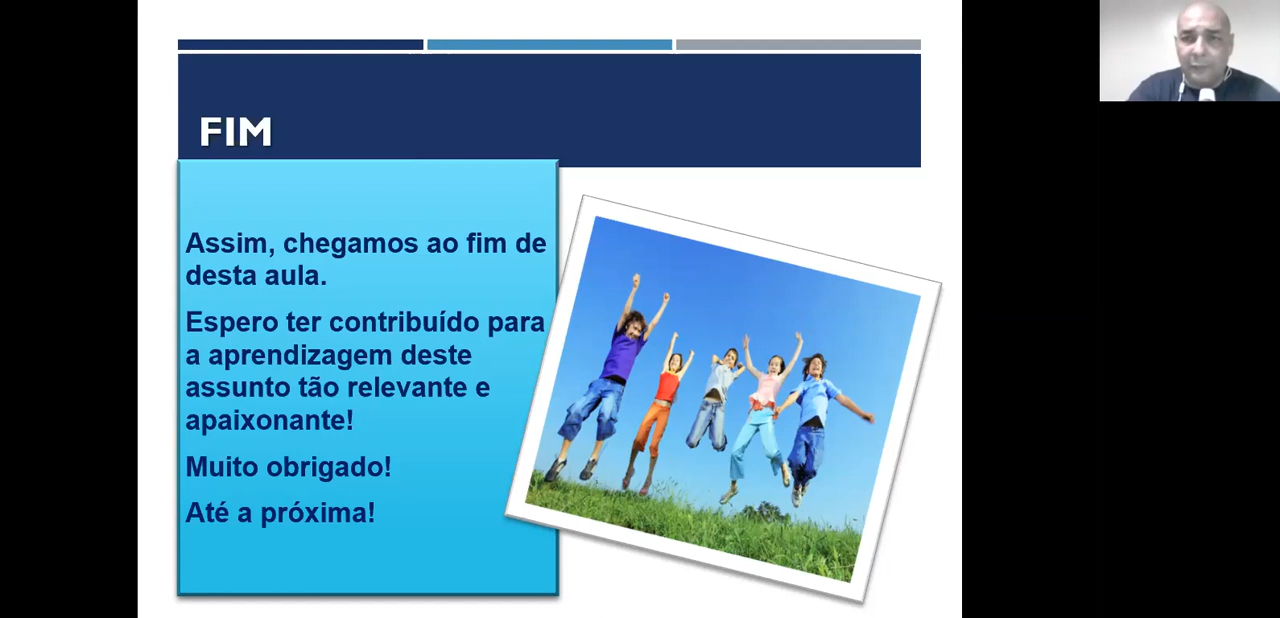 FIM
Assim, chegamos ao fim de
desta aula.
Espero ter contribuído para
a aprendizagem deste
assunto tão relevante e
apaixonante!
Muito obrigado!
Até a próxima!